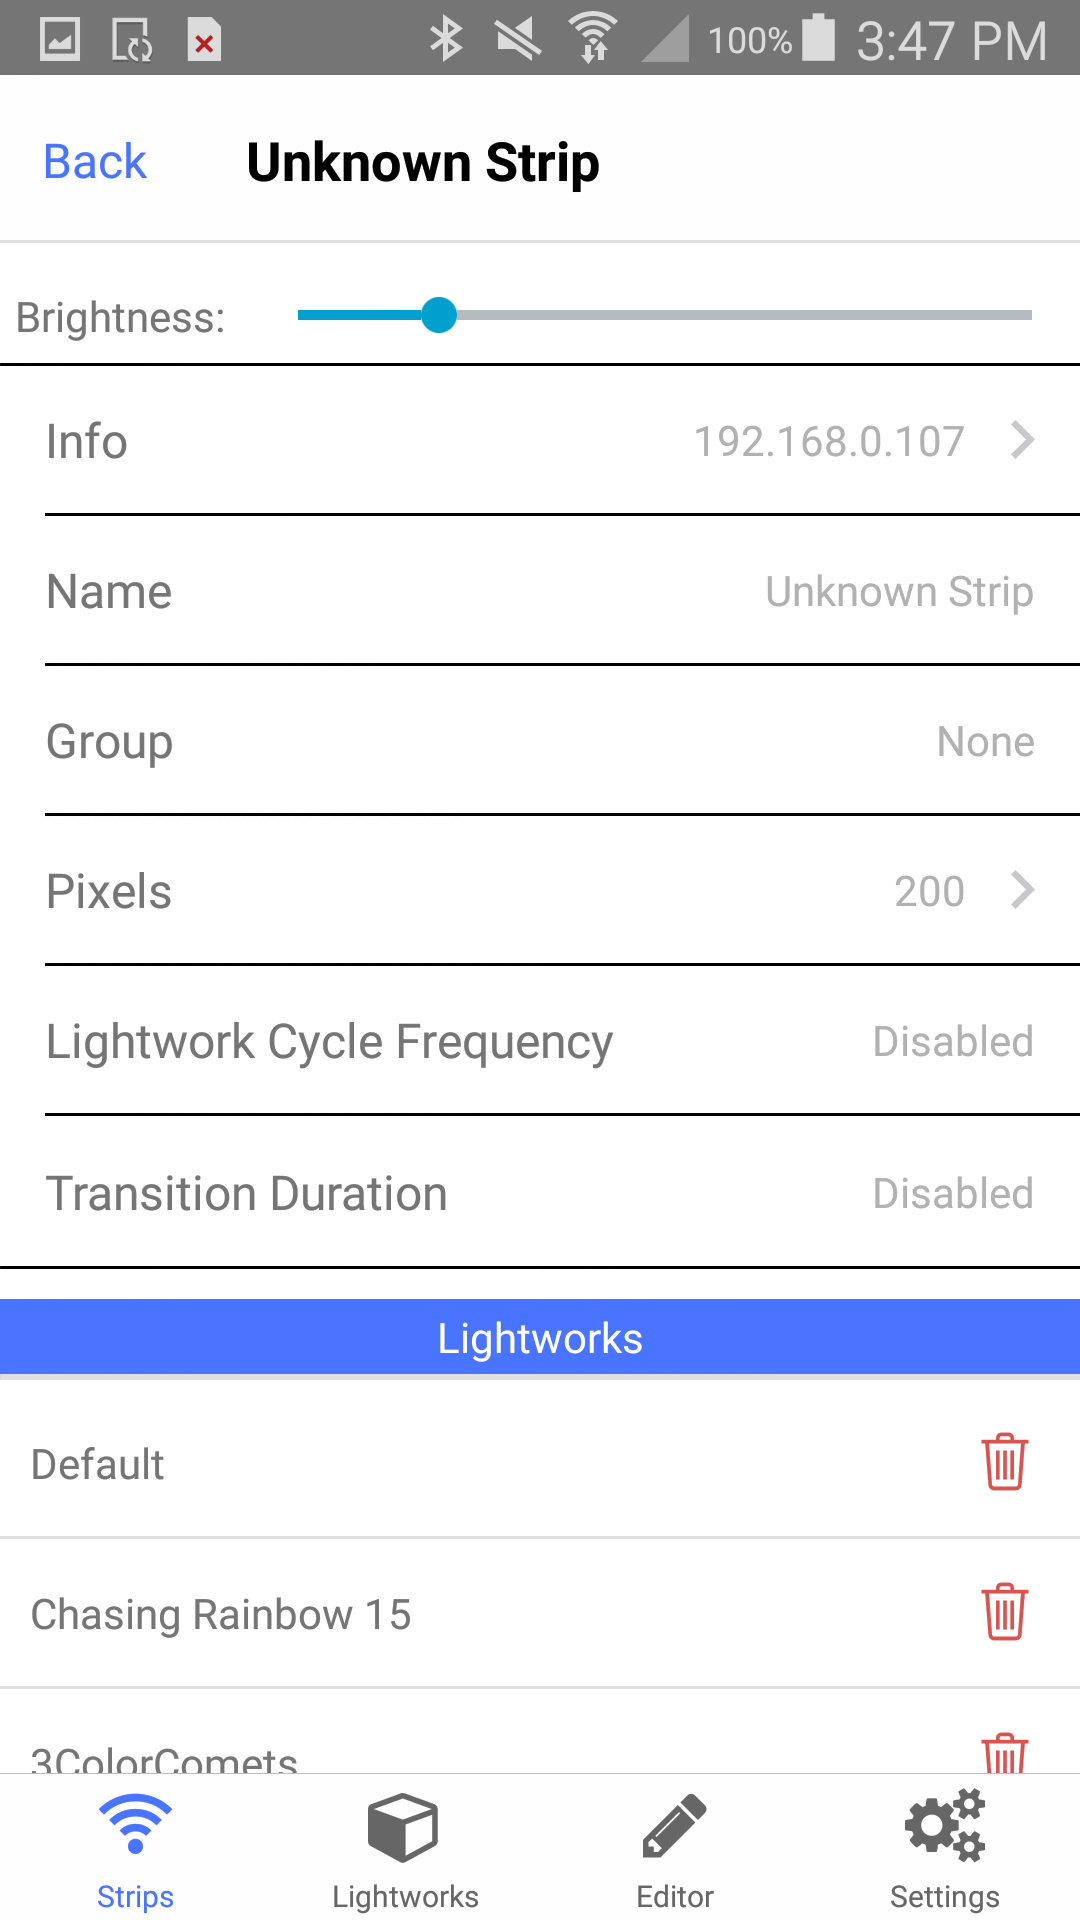 100% 3:47 PM
Back Unknown Strip
Brightness:
Info 192.168.0.107
Name Unknown Strip
Group None
Pixels 200
Lightwork Cycle Frequency Disabled
Transition Duration Disabled
Lightworks
Default
Chasing Rainbow 15
3ColorComets
Strips Lightworks Editor Settings